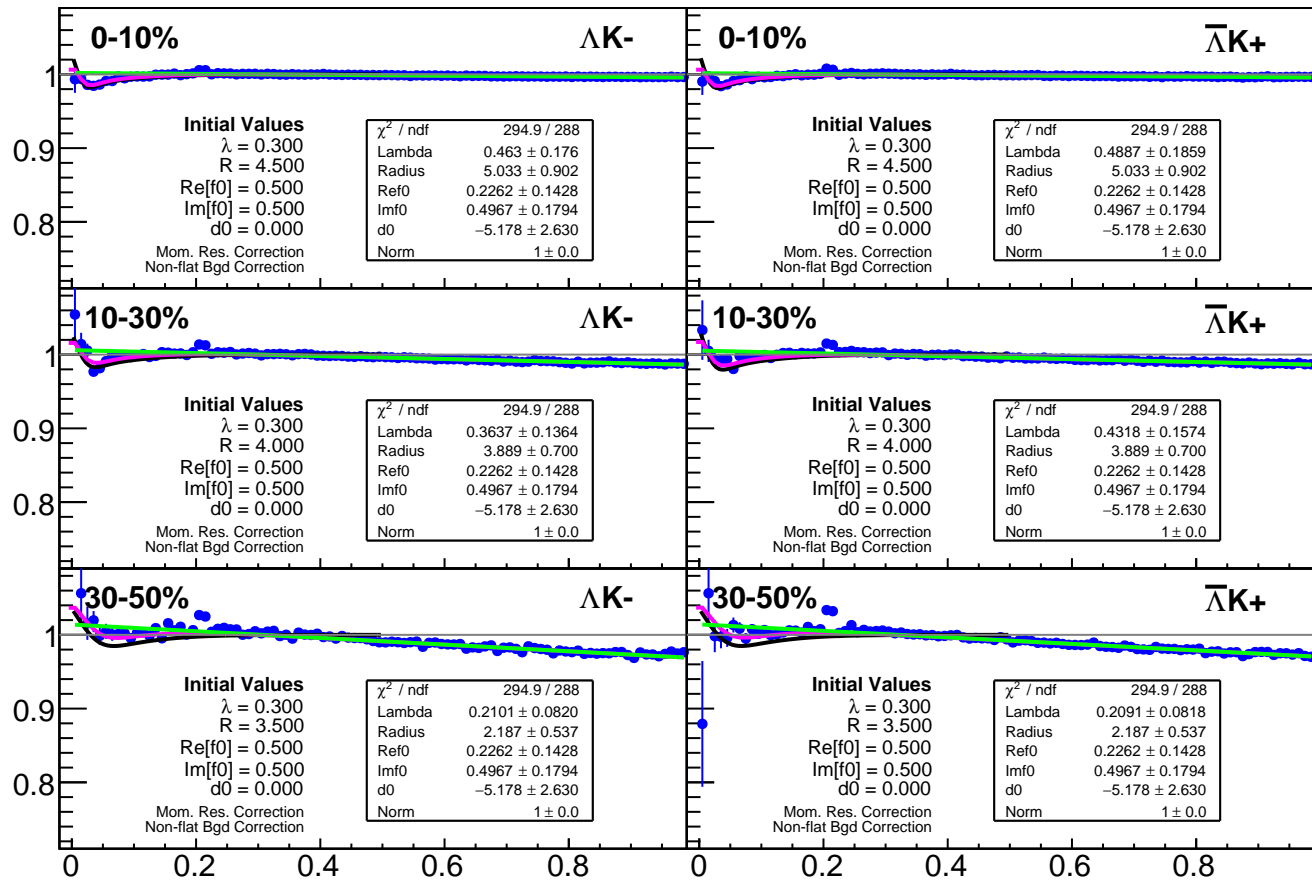 0-10% ΛK-
1
0.9
0.8
Initial Values
λ = 0.300
R = 4.500
Re[f0] = 0.500
Im[f0] = 0.500
d0 = 0.000
Mom. Res. Correction
Non-flat Bgd Correction
χ² / ndf 294.9 / 288
Lambda 0.463 ± 0.176
Radius 5.033 ± 0.902
Ref0 0.2262 ± 0.1428
Imf0 0.4967 ± 0.1794
d0 −5.178 ± 2.630
Norm 1 ± 0.0
0-10% Λ̅K+
Initial Values
λ = 0.300
R = 4.500
Re[f0] = 0.500
Im[f0] = 0.500
d0 = 0.000
Mom. Res. Correction
Non-flat Bgd Correction
χ² / ndf 294.9 / 288
Lambda 0.4887 ± 0.1859
Radius 5.033 ± 0.902
Ref0 0.2262 ± 0.1428
Imf0 0.4967 ± 0.1794
d0 −5.178 ± 2.630
Norm 1 ± 0.0
10-30% ΛK-
1
0.9
0.8
Initial Values
λ = 0.300
R = 4.000
Re[f0] = 0.500
Im[f0] = 0.500
d0 = 0.000
Mom. Res. Correction
Non-flat Bgd Correction
χ² / ndf 294.9 / 288
Lambda 0.3637 ± 0.1364
Radius 3.889 ± 0.700
Ref0 0.2262 ± 0.1428
Imf0 0.4967 ± 0.1794
d0 −5.178 ± 2.630
Norm 1 ± 0.0
10-30% Λ̅K+
Initial Values
λ = 0.300
R = 4.000
Re[f0] = 0.500
Im[f0] = 0.500
d0 = 0.000
Mom. Res. Correction
Non-flat Bgd Correction
χ² / ndf 294.9 / 288
Lambda 0.4318 ± 0.1574
Radius 3.889 ± 0.700
Ref0 0.2262 ± 0.1428
Imf0 0.4967 ± 0.1794
d0 −5.178 ± 2.630
Norm 1 ± 0.0
30-50% ΛK-
1
0.9
0.8
Initial Values
λ = 0.300
R = 3.500
Re[f0] = 0.500
Im[f0] = 0.500
d0 = 0.000
Mom. Res. Correction
Non-flat Bgd Correction
χ² / ndf 294.9 / 288
Lambda 0.2101 ± 0.0820
Radius 2.187 ± 0.537
Ref0 0.2262 ± 0.1428
Imf0 0.4967 ± 0.1794
d0 −5.178 ± 2.630
Norm 1 ± 0.0
30-50% Λ̅K+
Initial Values
λ = 0.300
R = 3.500
Re[f0] = 0.500
Im[f0] = 0.500
d0 = 0.000
Mom. Res. Correction
Non-flat Bgd Correction
χ² / ndf 294.9 / 288
Lambda 0.2091 ± 0.0818
Radius 2.187 ± 0.537
Ref0 0.2262 ± 0.1428
Imf0 0.4967 ± 0.1794
d0 −5.178 ± 2.630
Norm 1 ± 0.0
0 0.2 0.4 0.6 0.8 0 0.2 0.4 0.6 0.8